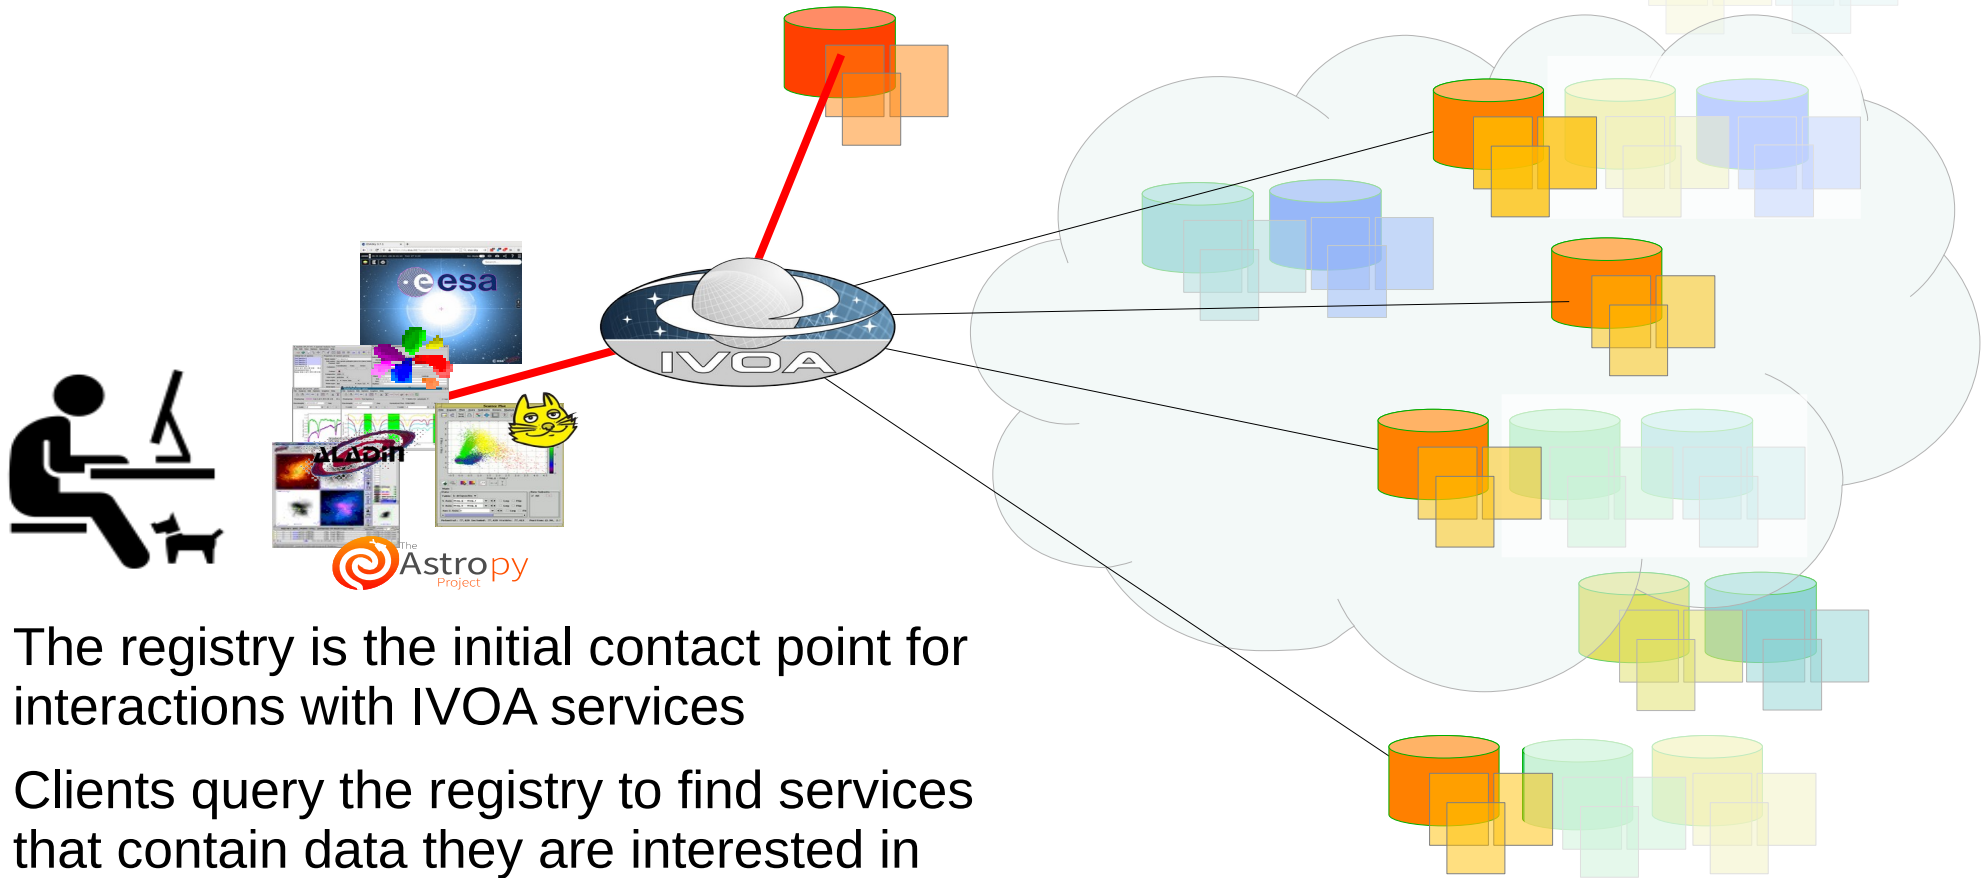 esa
IVOA
ALADIN
The
Astropy
Project
The registry is the initial contact point for
interactions with IVOA services
Clients query the registry to find services
that contain data they are interested in